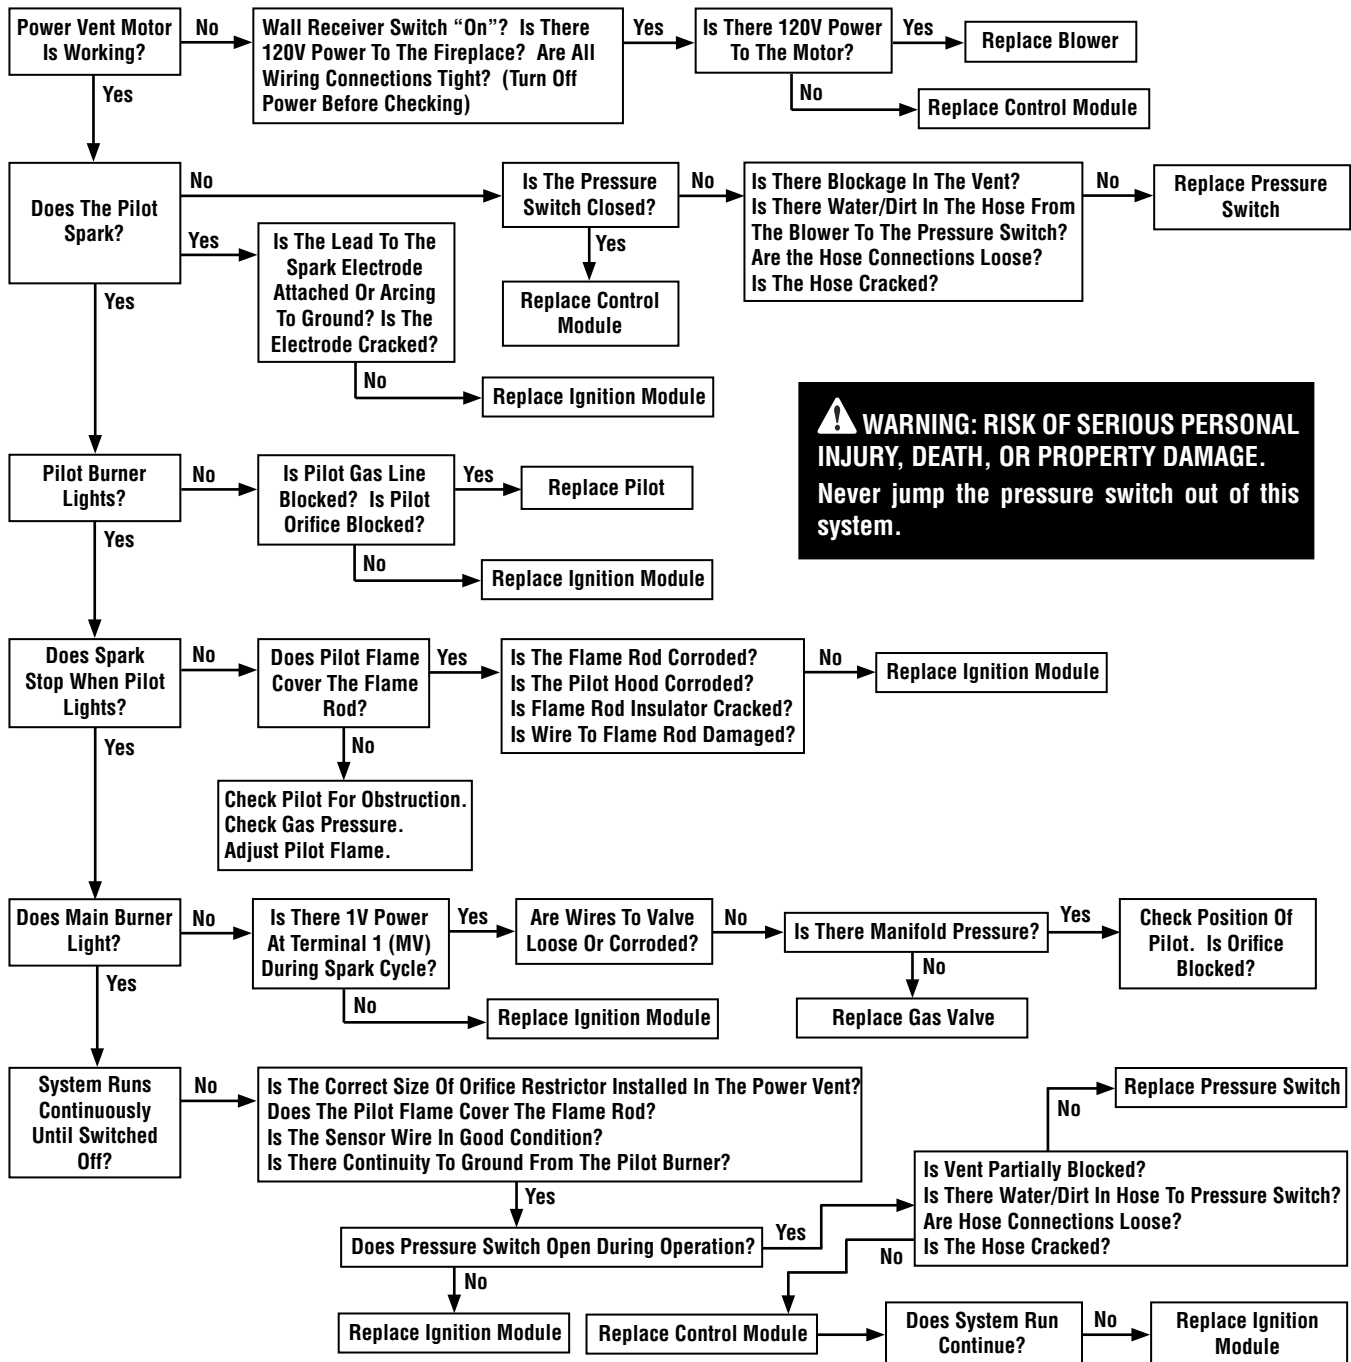 Power Vent Motor
Is Working?
No
Wall Receiver Switch “On”? Is There
120V Power To The Fireplace? Are All
Wiring Connections Tight? (Turn Off
Power Before Checking)
Yes
Is There 120V Power
To The Motor?
Yes
Replace Blower
No
Replace Control Module
Yes
Does The Pilot
Spark?
No
Is The Pressure
Switch Closed?
No
Is There Blockage In The Vent?
Is There Water/Dirt In The Hose From
The Blower To The Pressure Switch?
Are the Hose Connections Loose?
Is The Hose Cracked?
No
Replace Pressure
Switch
Yes
Replace Control
Module
Yes
Is The Lead To The
Spark Electrode
Attached Or Arcing
To Ground? Is The
Electrode Cracked?
No
Replace Ignition Module
Yes
WARNING: RISK OF SERIOUS PERSONAL
INJURY, DEATH, OR PROPERTY DAMAGE.
Never jump the pressure switch out of this
system.
Pilot Burner
Lights?
No
Is Pilot Gas Line
Blocked? Is Pilot
Orifice Blocked?
Yes
Replace Pilot
No
Replace Ignition Module
Yes
Does Spark
Stop When Pilot
Lights?
No
Does Pilot Flame
Cover The Flame
Rod?
Yes
Is The Flame Rod Corroded?
Is The Pilot Hood Corroded?
Is Flame Rod Insulator Cracked?
Is Wire To Flame Rod Damaged?
No
Replace Ignition Module
No
Check Pilot For Obstruction.
Check Gas Pressure.
Adjust Pilot Flame.
Yes
Does Main Burner
Light?
No
Is There 1V Power
At Terminal 1 (MV)
During Spark Cycle?
Yes
Are Wires To Valve
Loose Or Corroded?
No
Is There Manifold Pressure?
Yes
Check Position Of
Pilot. Is Orifice
Blocked?
No
Replace Gas Valve
No
Replace Ignition Module
Yes
System Runs
Continuously
Until Switched
Off?
No
Is The Correct Size Of Orifice Restrictor Installed In The Power Vent?
Does The Pilot Flame Cover The Flame Rod?
Is The Sensor Wire In Good Condition?
Is There Continuity To Ground From The Pilot Burner?
Yes
Does Pressure Switch Open During Operation?
Yes
Is Vent Partially Blocked?
Is There Water/Dirt In Hose To Pressure Switch?
Are Hose Connections Loose?
Is The Hose Cracked?
No
Replace Pressure Switch
No
Replace Ignition Module
No
Replace Control Module
Does System Run
Continue?
No
Replace Ignition
Module